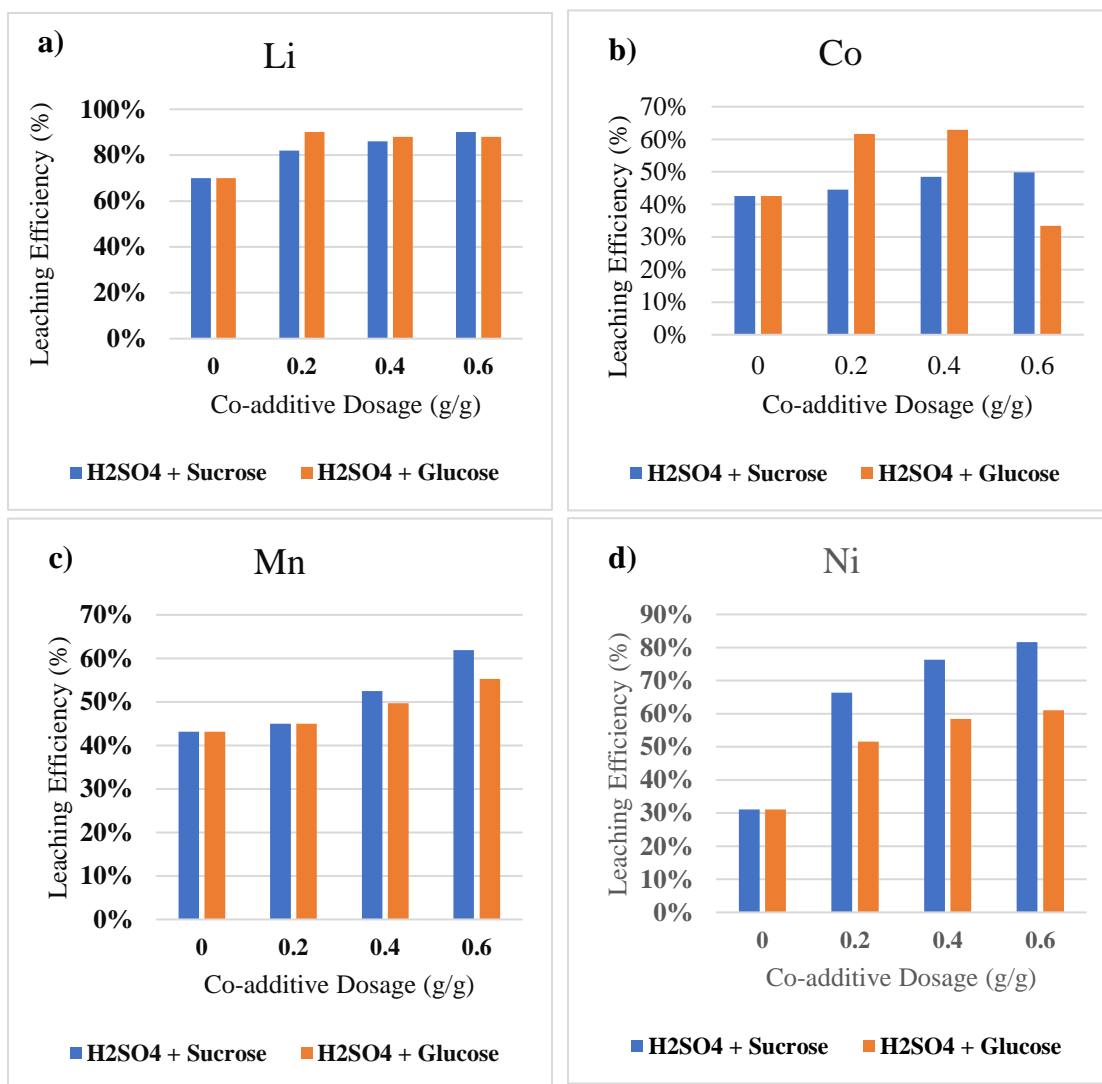 a)
Li
Leaching Efficiency (%)
100%
80%
60%
40%
20%
0%
0 0.2 0.4 0.6
Co-additive Dosage (g/g)
H2SO4 + Sucrose H2SO4 + Glucose
b)
Co
Leaching Efficiency (%)
70%
60%
50%
40%
30%
20%
10%
0%
0 0.2 0.4 0.6
Co-additive Dosage (g/g)
H2SO4 + Sucrose H2SO4 + Glucose
c)
Mn
Leaching Efficiency (%)
70%
60%
50%
40%
30%
20%
10%
0%
0 0.2 0.4 0.6
Co-additive Dosage (g/g)
H2SO4 + Sucrose H2SO4 + Glucose
d)
Ni
Leaching Efficiency (%)
90%
80%
70%
60%
50%
40%
30%
20%
10%
0%
0 0.2 0.4 0.6
Co-additive Dosage (g/g)
H2SO4 + Sucrose H2SO4 + Glucose